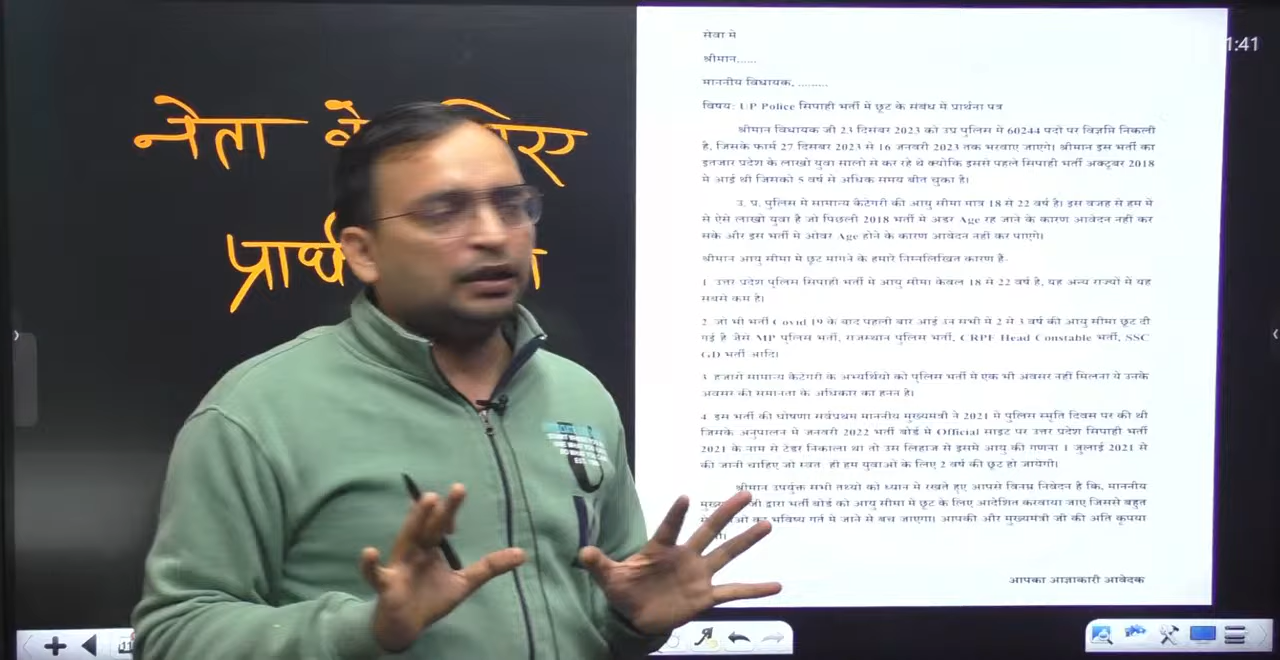 नेता
प्रार्थ
1:41
सेवा में
श्रीमान......
माननीय विधायक, .........
विषय: UP Police सिपाही भर्ती में छूट के संबंध में प्रार्थना पत्र
श्रीमान विधायक जी 23 दिसंबर 2023 को उप्र पुलिस में 60244 पदो पर विज्ञप्ति निकली
है, जिसके फार्म 27 दिसंबर 2023 से 16 जनवरी 2023 तक भरवाए जाएंगे। श्रीमान इस भर्ती का
इंतजार प्रदेश के लाखो युवा सालों से कर रहे थे क्योंकि इससे पहले सिपाही भर्ती अक्टूबर 2018
में आई थी जिसको 5 वर्ष से अधिक समय बीत चुका है।
उ. प्र. पुलिस में सामान्य कैटेगरी की आयु सीमा मात्र 18 से 22 वर्ष है। इस वजह से हम में
से ऐसे लाखों युवा है जो पिछली 2018 भर्ती में अंडर Age रह जाने के कारण आवेदन नहीं कर
सके और इस भर्ती में ओवर Age होने के कारण आवेदन नहीं कर पाएंगे।
श्रीमान आयु सीमा में छूट मांगने के हमारे निम्नलिखित कारण है-
1. उत्तर प्रदेश पुलिस सिपाही भर्ती में आयु सीमा केवल 18 से 22 वर्ष है, यह अन्य राज्यों में यह
सबसे कम है।
2. जो भी भर्ती Covid 19 के बाद पहली बार आई उन सभी में 2 से 3 वर्ष की आयु सीमा छूट दी
गई है जैसे MP पुलिस भर्ती, राजस्थान पुलिस भर्ती, CRPF Head Constable भर्ती, SSC
GD भर्ती आदि।
3. हजारो सामान्य कैटेगरी के अभ्यर्थियों को पुलिस भर्ती में एक भी अवसर नहीं मिलना ये उनके
अवसर की समानता के अधिकार का हनन है।
4. इस भर्ती की घोषणा सर्वप्रथम माननीय मुख्यमंत्री ने 2021 में पुलिस स्मृति दिवस पर की थी
जिसके अनुपालन में जनवरी 2022 भर्ती बोर्ड में Official साइट पर उत्तर प्रदेश सिपाही भर्ती
2021 के नाम से टेंडर निकाला था तो उस लिहाज से इसमें आयु की गणना 1 जुलाई 2021 से
की जानी चाहिए जो स्वत: ही हम युवाओं के लिए 2 वर्ष की छूट हो जायेगी।
श्रीमान उपर्युक्त सभी तथ्यो को ध्यान में रखते हुए आपसे विनम्र निवेदन है कि, माननीय
जी द्वारा भर्ती बोर्ड को आयु सीमा में छूट के लिए आदेशित करवाया जाए जिससे बहुत
भविष्य गर्त में जाने से बच जाएगा। आपकी और मुख्यमंत्री जी की अति कृपया
आपका आज्ञाकारी आवेदक